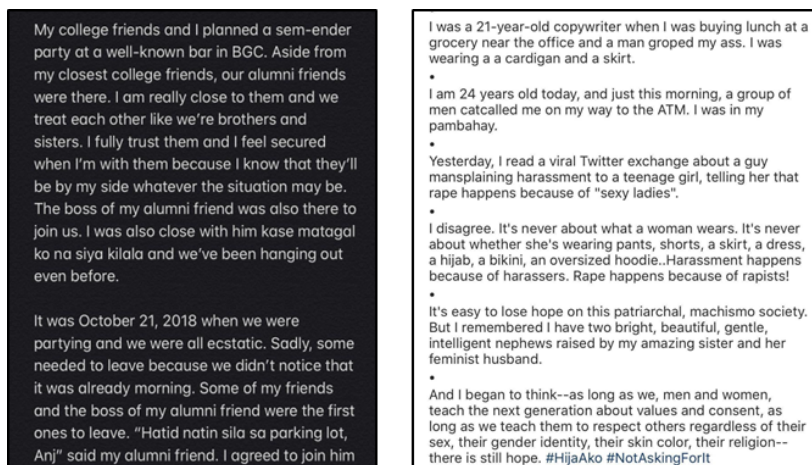 My college friends and I planned a sem-ender
party at a well-known bar in BGC. Aside from
my closest college friends, our alumni friends
were there. I am really close to them and we
treat each other like we're brothers and
sisters. I fully trust them and I feel secured
when I'm with them because I know that they'll
be by my side whatever the situation may be.
The boss of my alumni friend was also there to
join us. I was also close with him kase matagal
ko na siya kilala and we've been hanging out
even before.
It was October 21, 2018 when we were
partying and we were all ecstatic. Sadly, some
needed to leave because we didn't notice that
it was already morning. Some of my friends
and the boss of my alumni friend were the first
ones to leave. "Hatid natin sila sa parking lot,
Anj" said my alumni friend. I agreed to join him
I was a 21-year-old copywriter when I was buying lunch at a
grocery near the office and a man groped my ass. I was
wearing a a cardigan and a skirt.
•
I am 24 years old today, and just this morning, a group of
men catcalled me on my way to the ATM. I was in my
pambahay.
•
Yesterday, I read a viral Twitter exchange about a guy
mansplaining harassment to a teenage girl, telling her that
rape happens because of "sexy ladies".
•
I disagree. It's never about what a woman wears. It's never
about whether she's wearing pants, shorts, a skirt, a dress,
a hijab, a bikini, an oversized hoodie..Harassment happens
because of harassers. Rape happens because of rapists!
•
It's easy to lose hope on this patriarchal, machismo society.
But I remembered I have two bright, beautiful, gentle,
intelligent nephews raised by my amazing sister and her
feminist husband.
•
And I began to think--as long as we, men and women,
teach the next generation about values and consent, as
long as we teach them to respect others regardless of their
sex, their gender identity, their skin color, their religion--
there is still hope. #HijaAko #NotAskingForIt